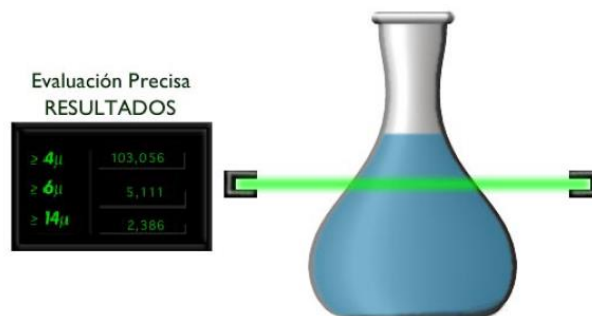 Evaluación Precisa
RESULTADOS
≥ 4µ 103,056
≥ 6µ 5,111
≥ 14µ 2,386